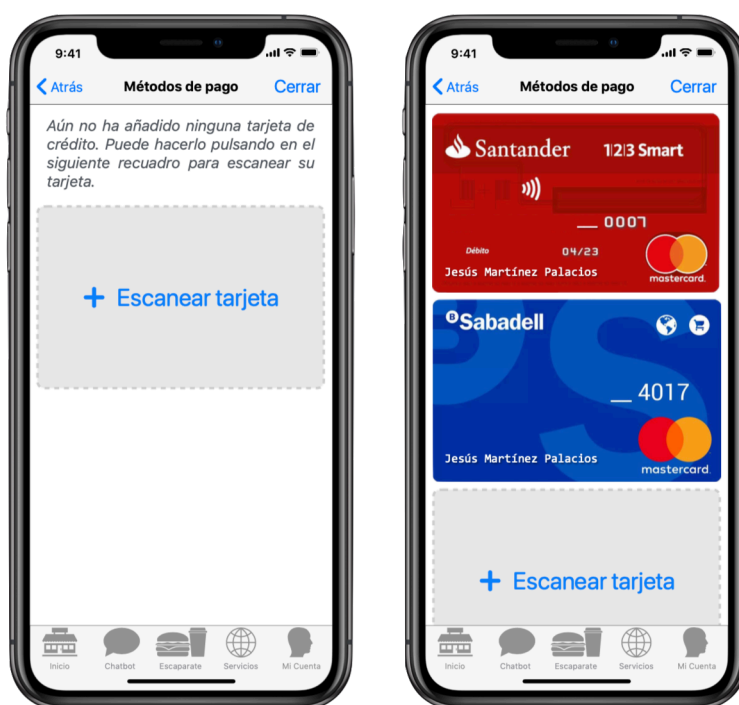 9:41
Atrás Métodos de pago Cerrar
Aún no ha añadido ninguna tarjeta de
crédito. Puede hacerlo pulsando en el
siguiente recuadro para escanear su
tarjeta.
+ Escanear tarjeta
Inicio Chatbot Escaparate Servicios Mi Cuenta
9:41
Atrás Métodos de pago Cerrar
Santander 1|2|3 Smart
__ 0007
Débito 04/23
Jesús Martínez Palacios
mastercard.
B Sabadell
__ 4017
Jesús Martínez Palacios
mastercard.
+ Escanear tarjeta
Inicio Chatbot Escaparate Servicios Mi Cuenta